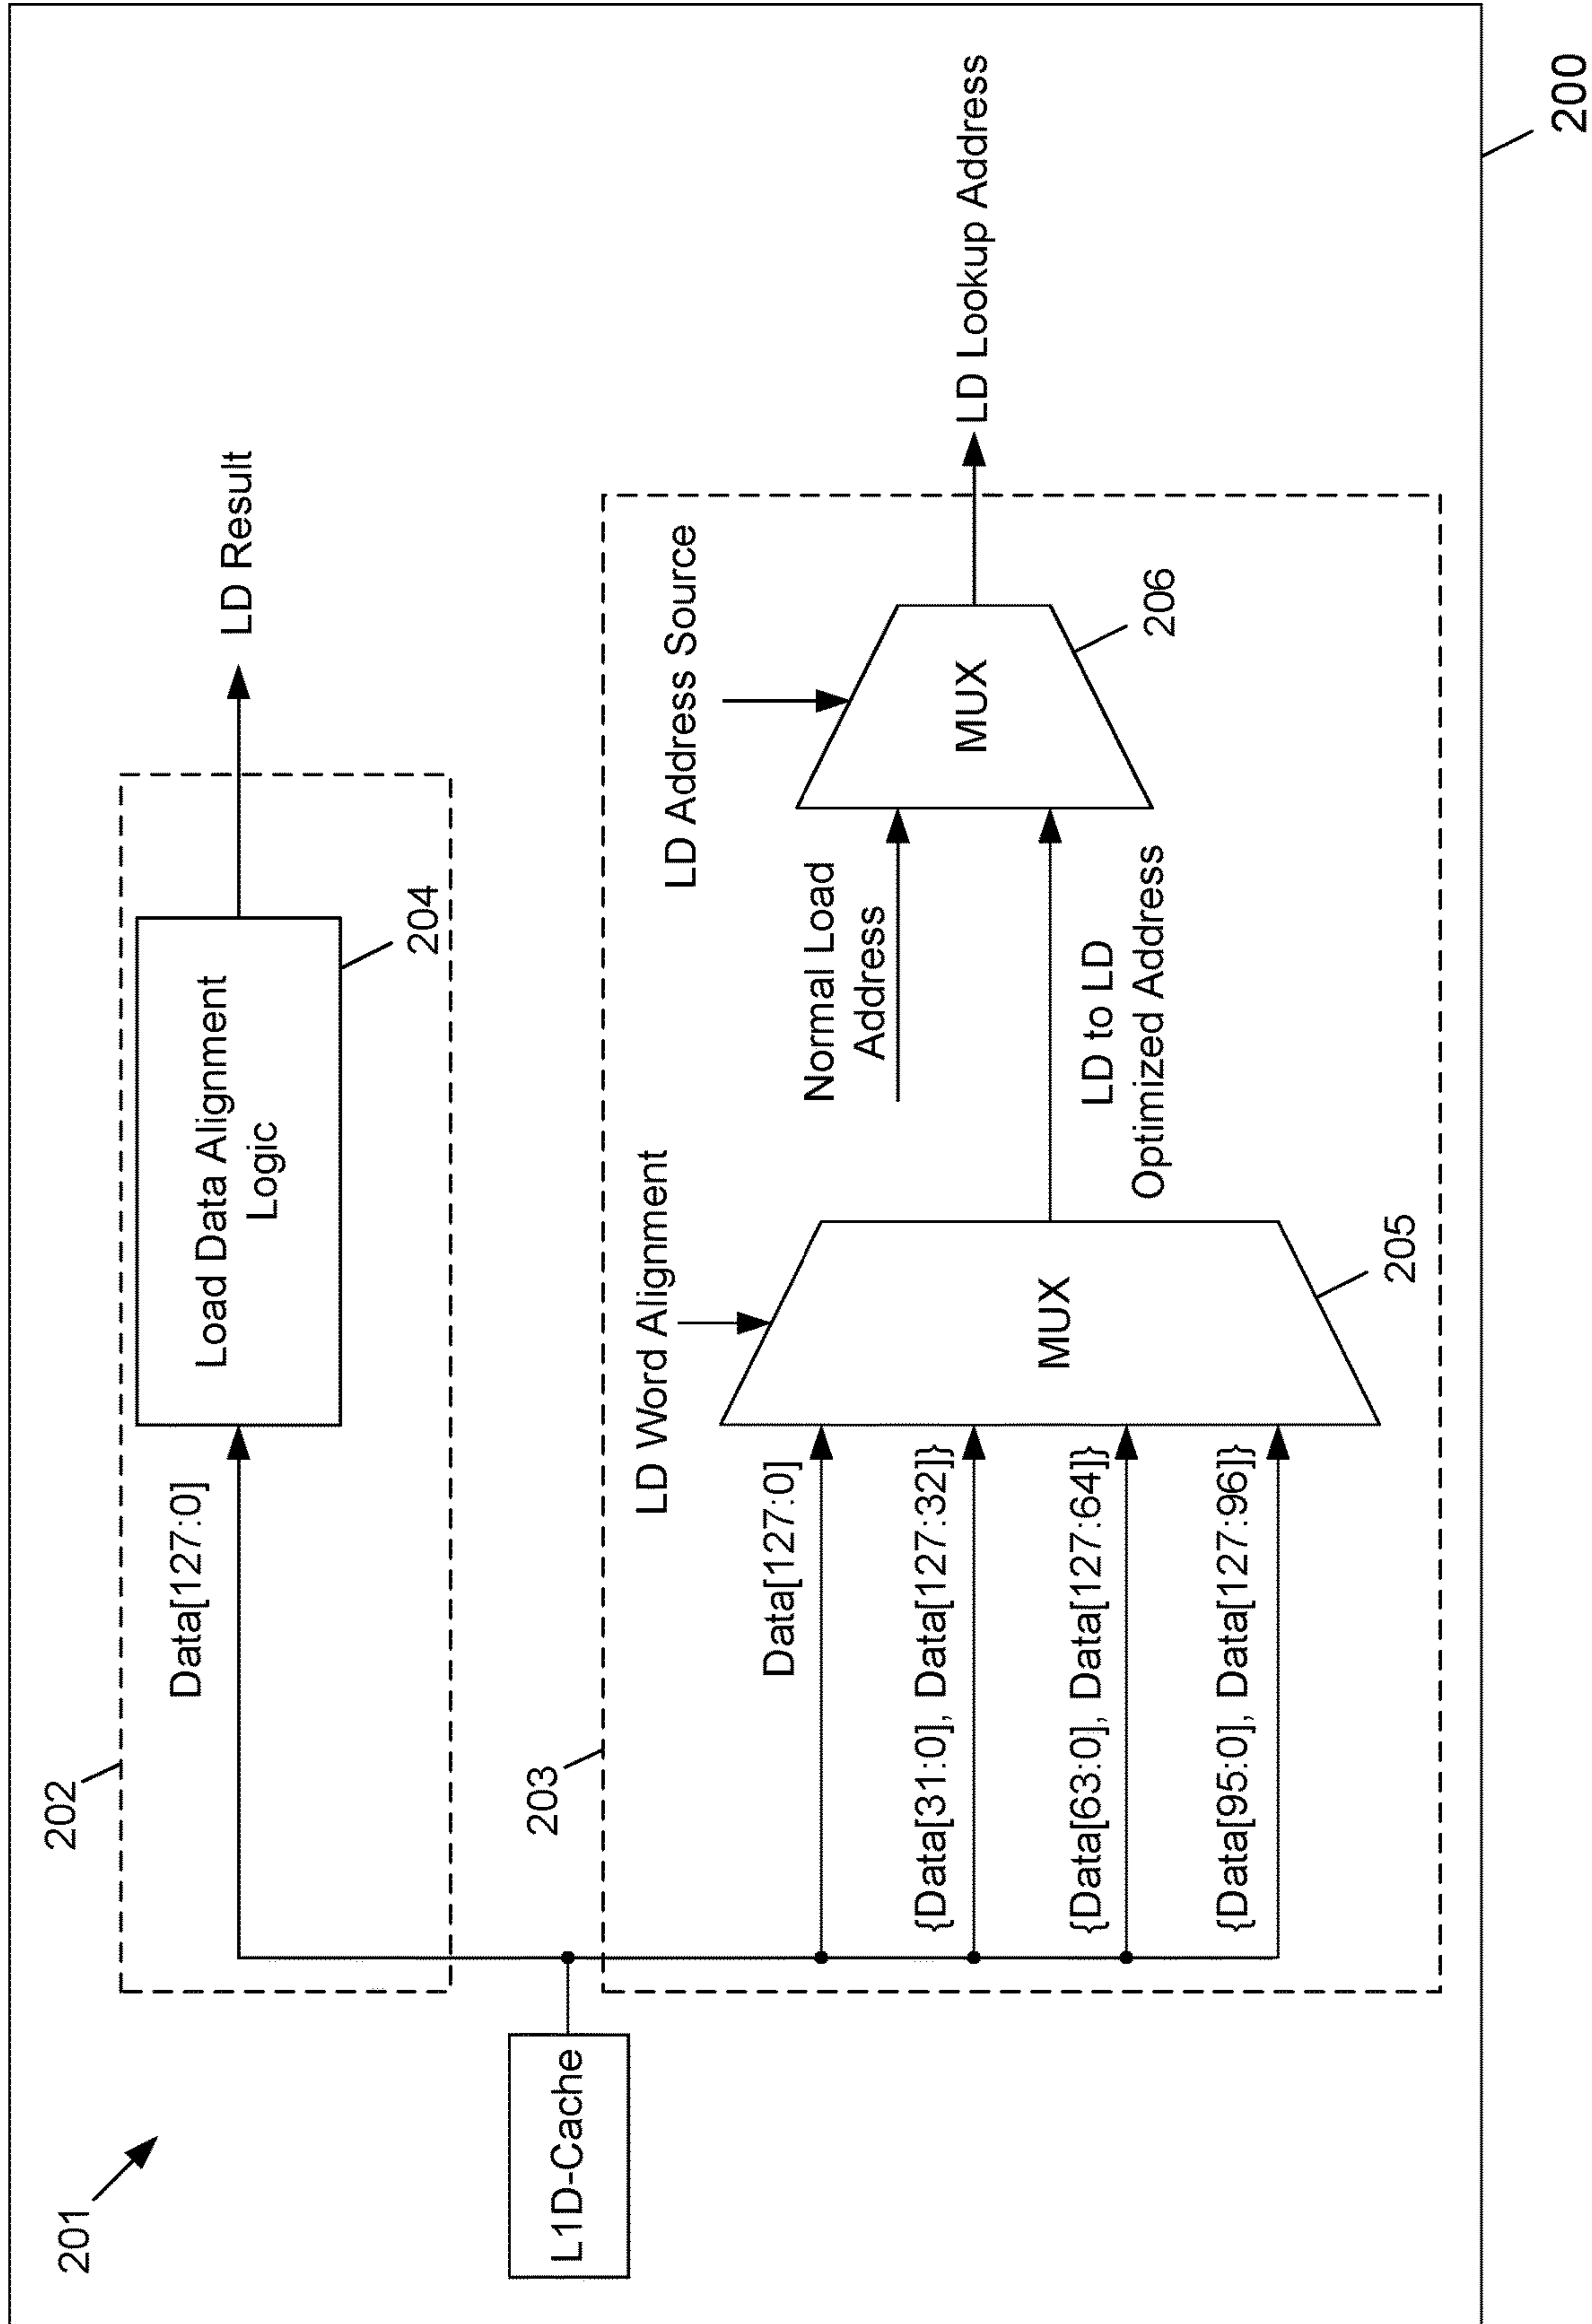 201
L1D-Cache
202
Data[127:0]
Load Data Alignment
Logic
204
LD Result
203
Data[127:0]
{Data[31:0], Data[127:32]}
{Data[63:0], Data[127:64]}
{Data[95:0], Data[127:96]}
LD Word Alignment
MUX
205
Normal Load
Address
LD to LD
Optimized Address
LD Address Source
MUX
206
LD Lookup Address
200